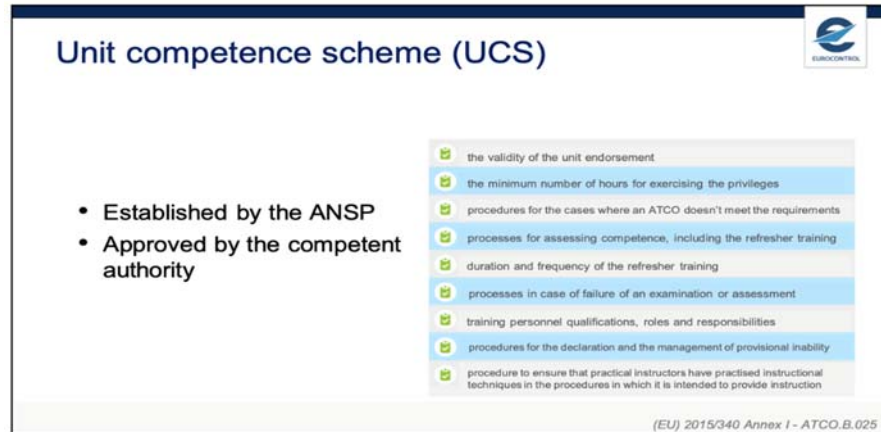 Unit competence scheme (UCS)
EUROCONTROL
• Established by the ANSP
• Approved by the competent
authority
the validity of the unit endorsement
the minimum number of hours for exercising the privileges
procedures for the cases where an ATCO doesn't meet the requirements
processes for assessing competence, including the refresher training
duration and frequency of the refresher training
processes in case of failure of an examination or assessment
training personnel qualifications, roles and responsibilities
procedures for the declaration and the management of provisional inability
procedure to ensure that practical instructors have practised instructional
techniques in the procedures in which it is intended to provide instruction
(EU) 2015/340 Annex I - ATCO.B.025